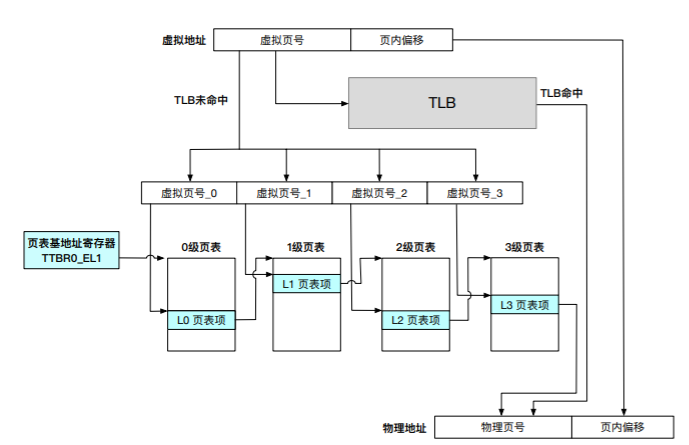 虚拟地址
虚拟页号
页内偏移
TLB未命中
TLB
TLB命中
虚拟页号_0
虚拟页号_1
虚拟页号_2
虚拟页号_3
页表基地址寄存器
TTBR0_EL1
0级页表
1级页表
2级页表
3级页表
L0 页表项
L1 页表项
L2 页表项
L3 页表项
物理地址
物理页号
页内偏移